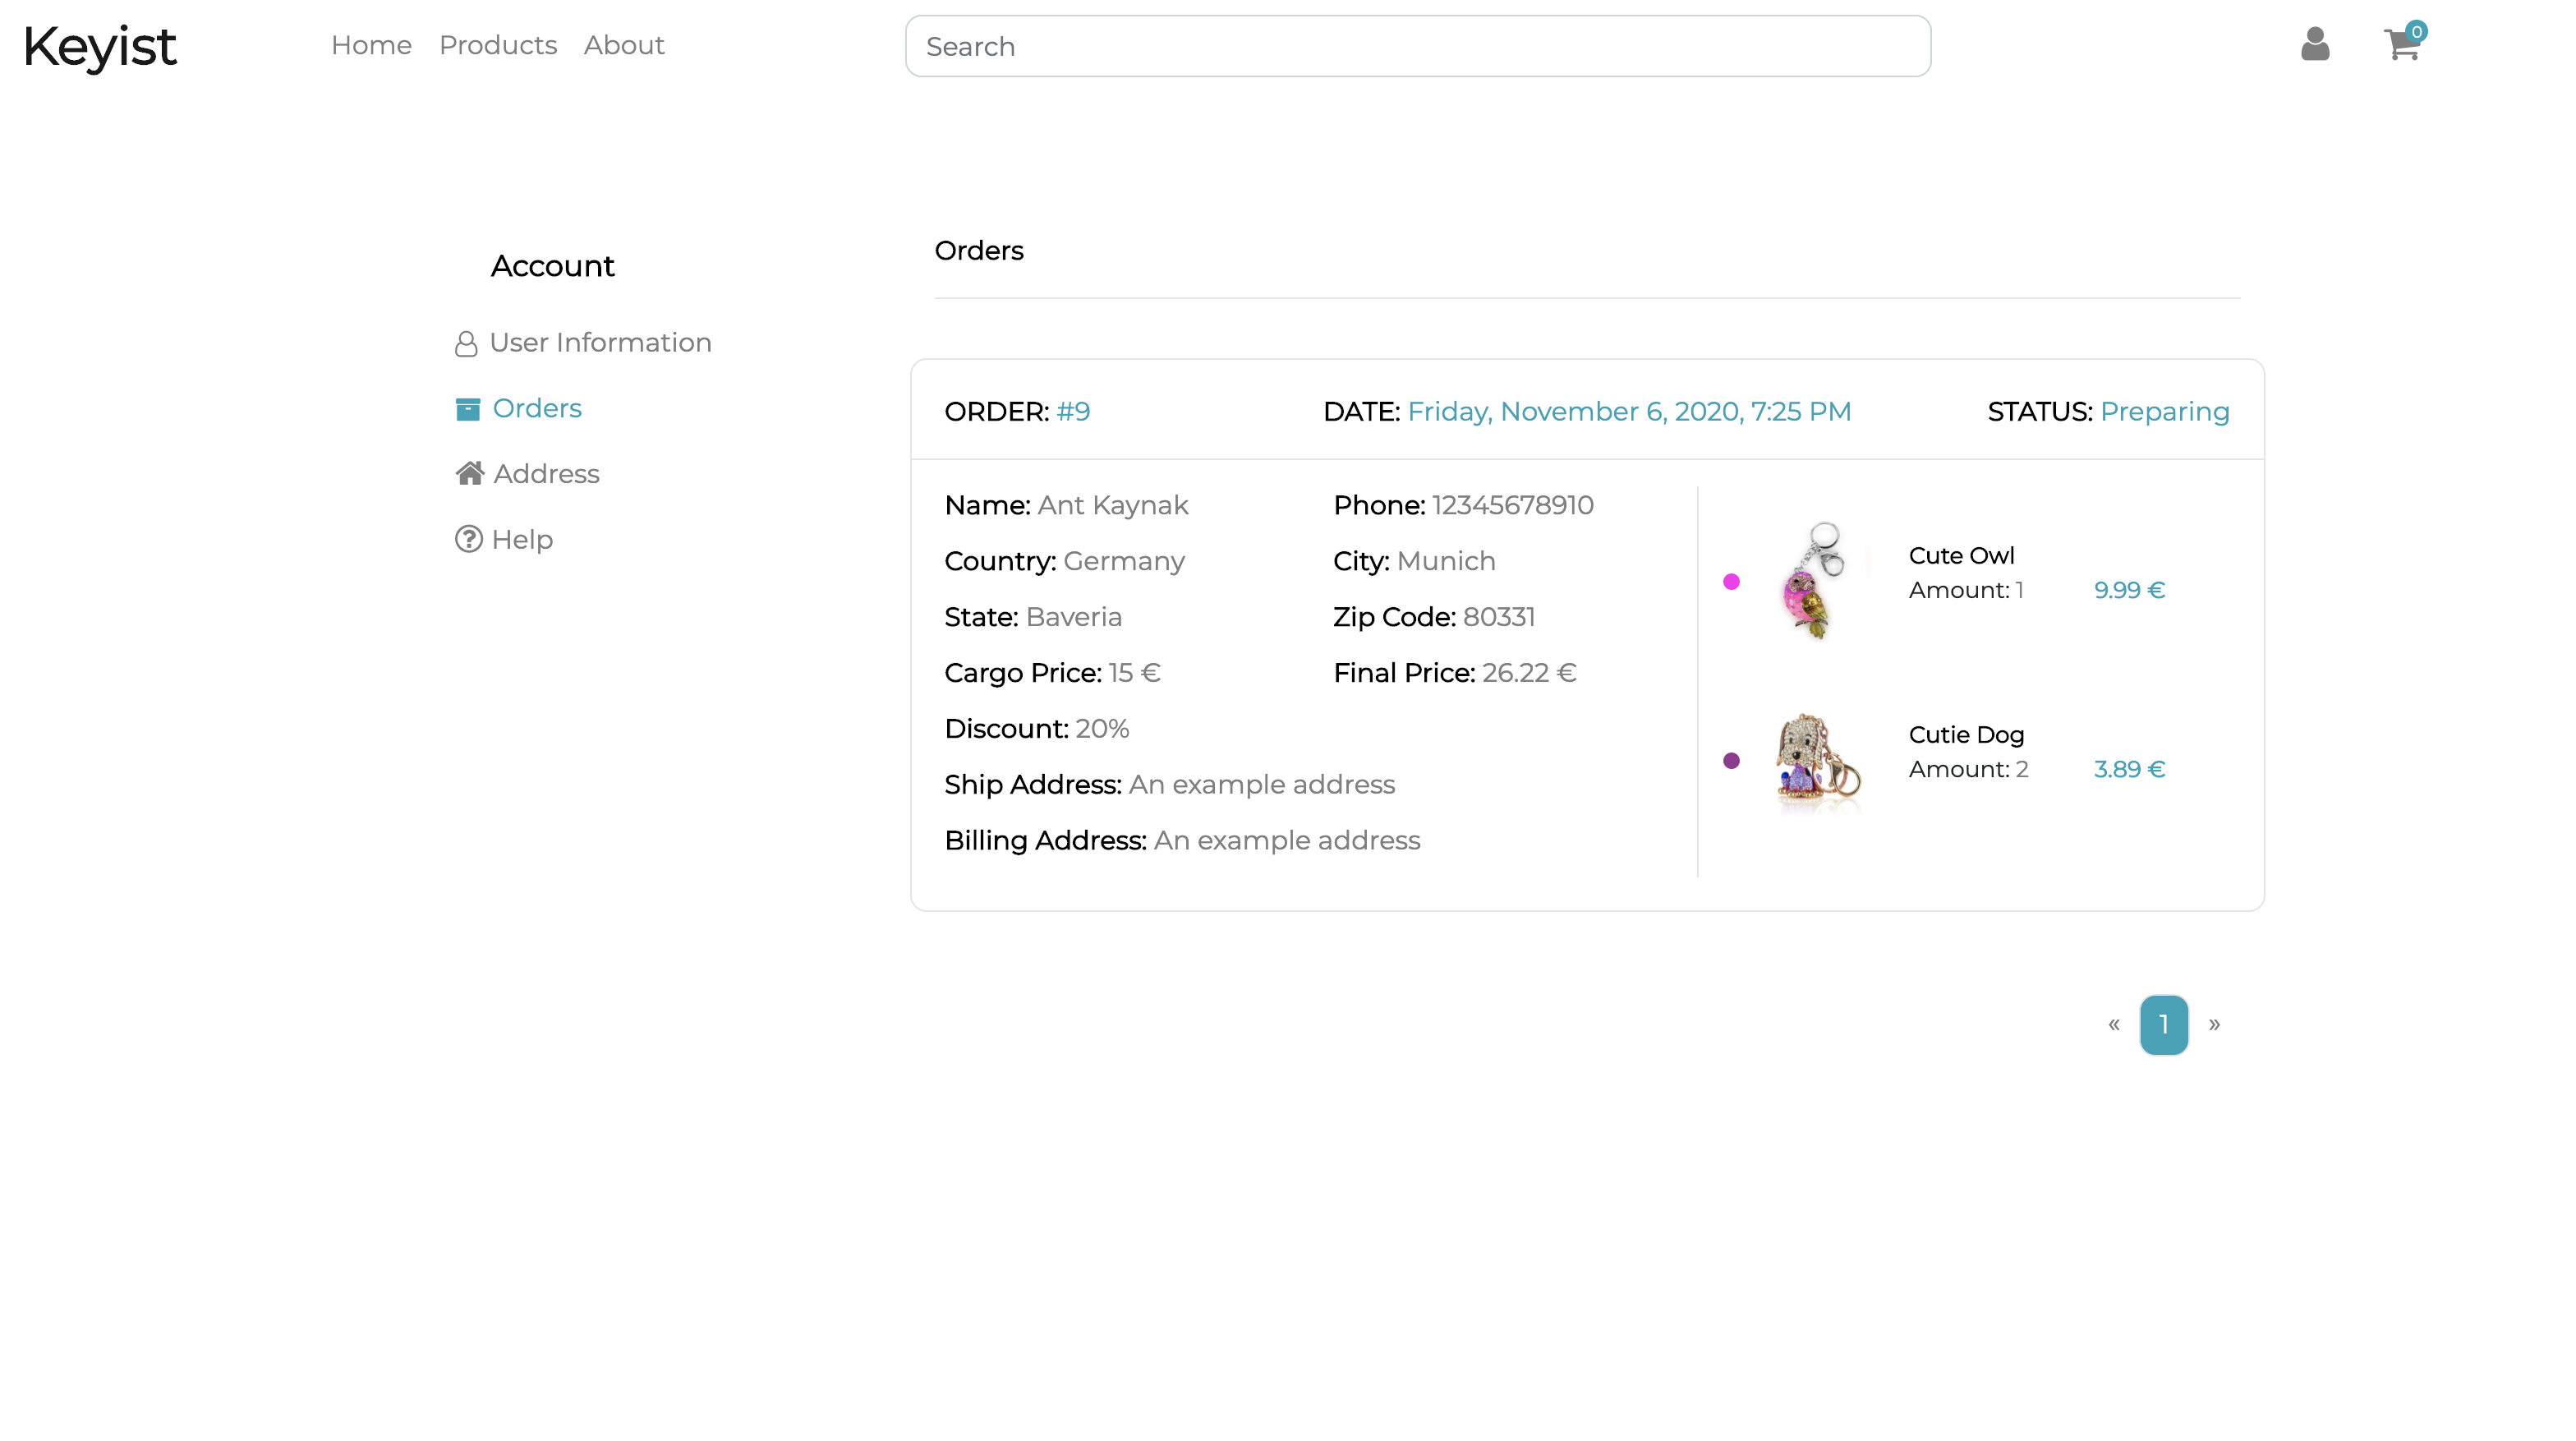 Keyist
Home Products About
Search
0
Account
User Information
Orders
Address
Help
Orders
ORDER: #9 DATE: Friday, November 6, 2020, 7:25 PM STATUS: Preparing
Name: Ant Kaynak Phone: 12345678910
Country: Germany City: Munich
State: Baveria Zip Code: 80331
Cargo Price: 15 € Final Price: 26.22 €
Discount: 20%
Ship Address: An example address
Billing Address: An example address
Cute Owl
Amount: 1 9.99 €
Cutie Dog
Amount: 2 3.89 €
« 1 »